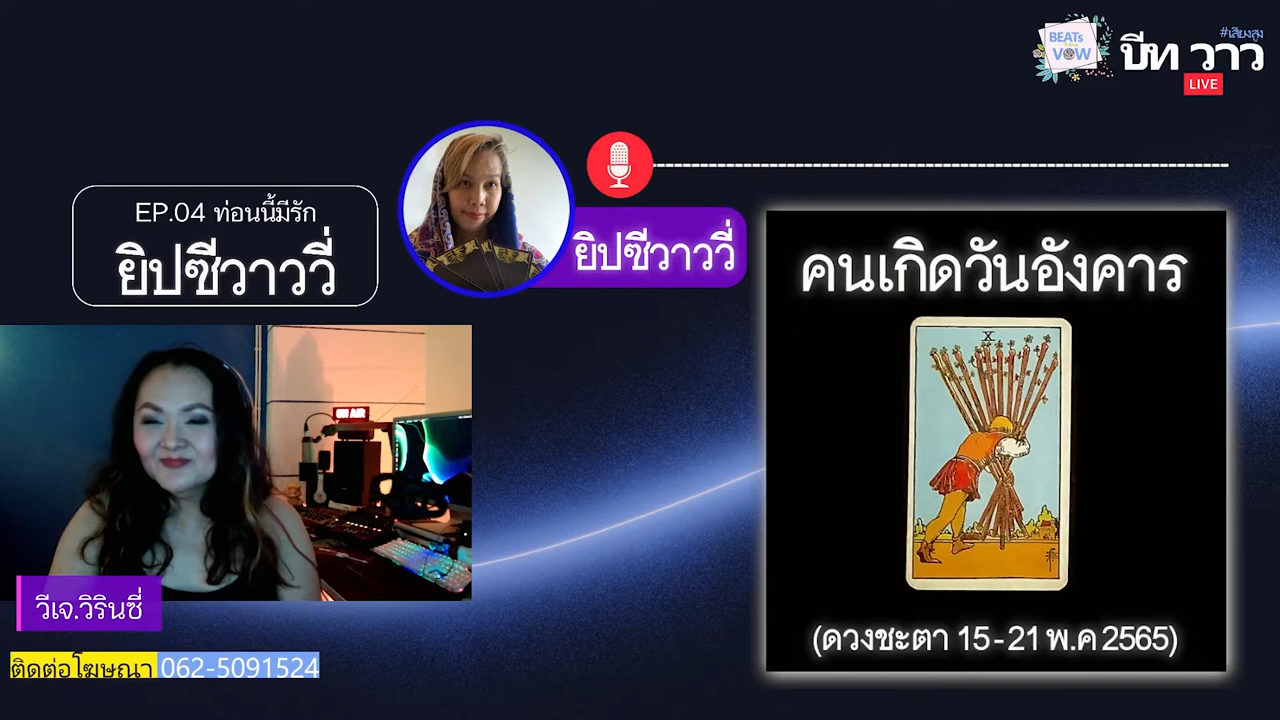 BEATs
VOW
#เสียงสูง
บีท วาว
LIVE
EP.04 ท่อนนี้มีรัก
ยิปซีวาววี่
ยิปซีวาววี่
คนเกิดวันอังคาร
X
ON AIR
วีเจ.วิรินซี่
ติดต่อโฆษณา 062-5091524
(ดวงชะตา 15-21 พ.ค 2565)